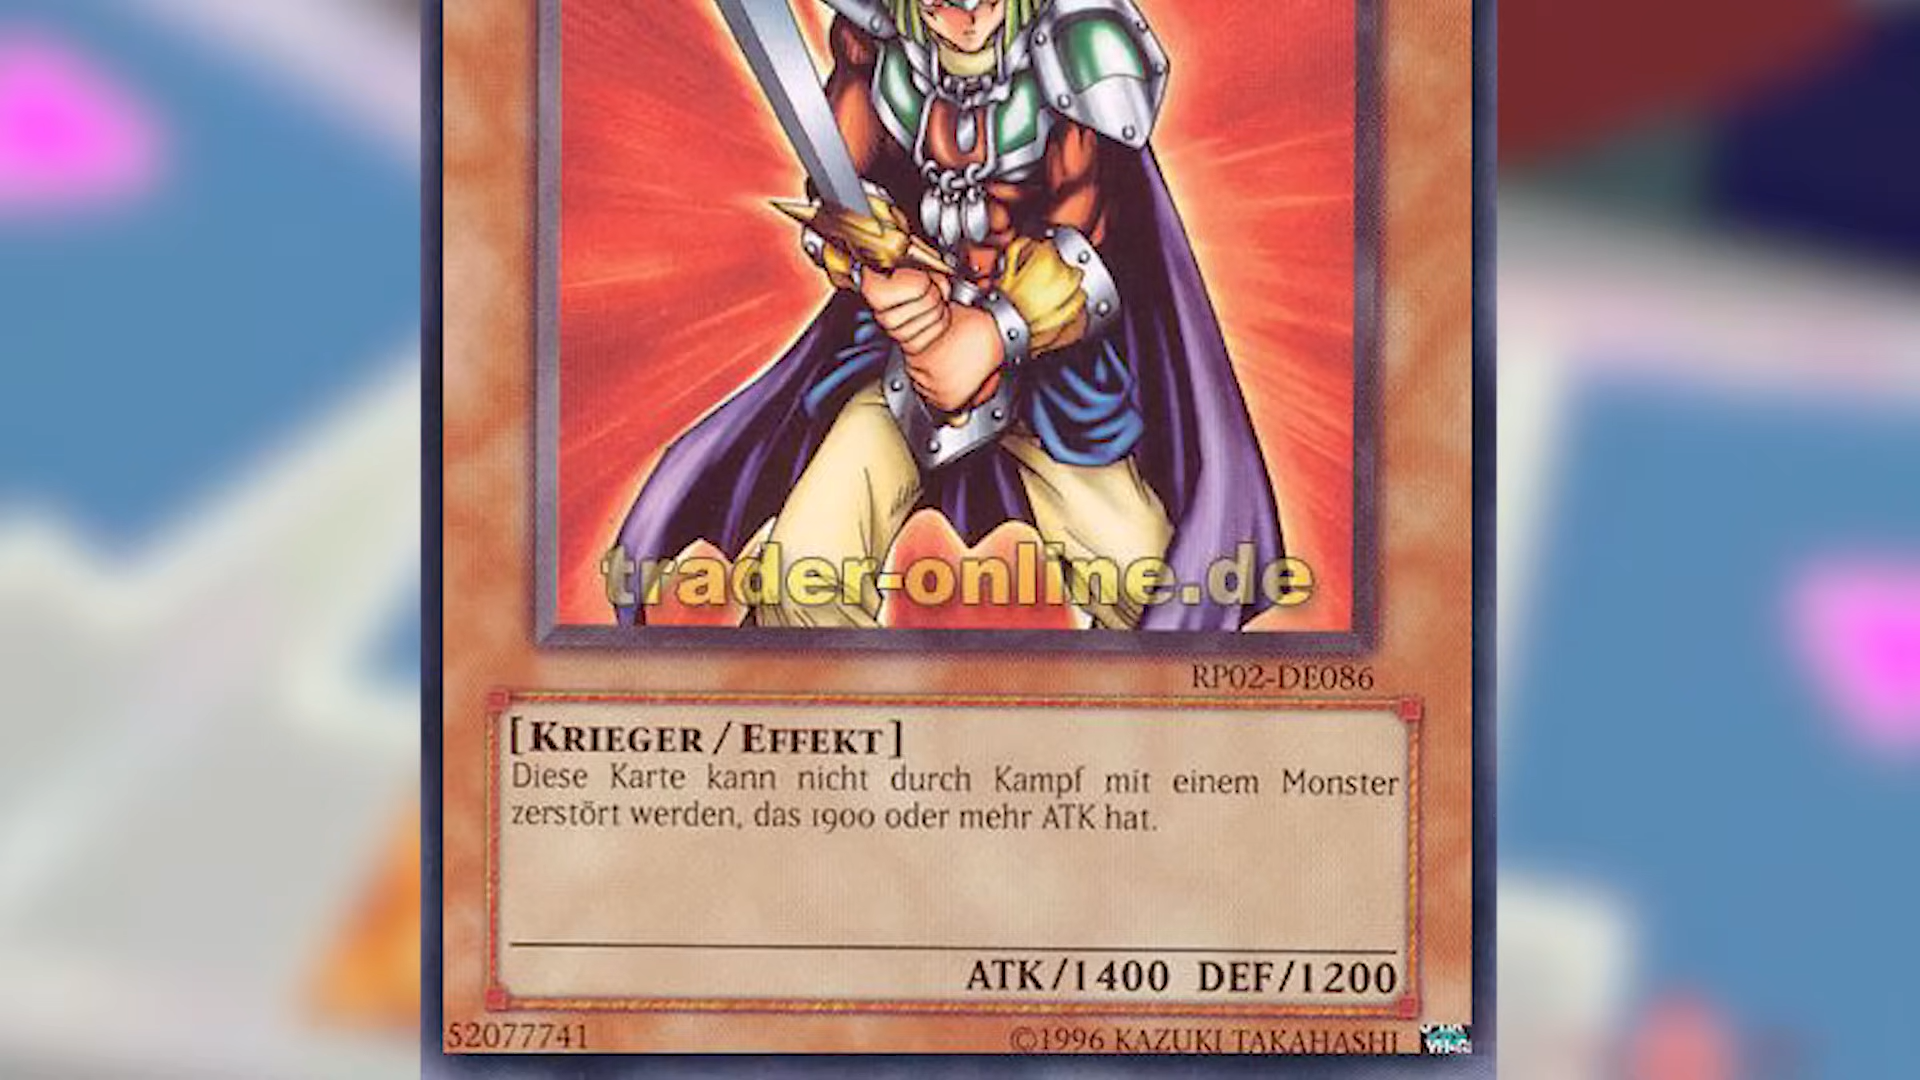 trader-online.de
RP02-DE086
[KRIEGER/EFFEKT]
Diese Karte kann nicht durch Kampf mit einem Monster
zerstört werden, das 1900 oder mehr ATK hat.
ATK/1400 DEF/1200
52077741
©1996 KAZUKI TAKAHASHI